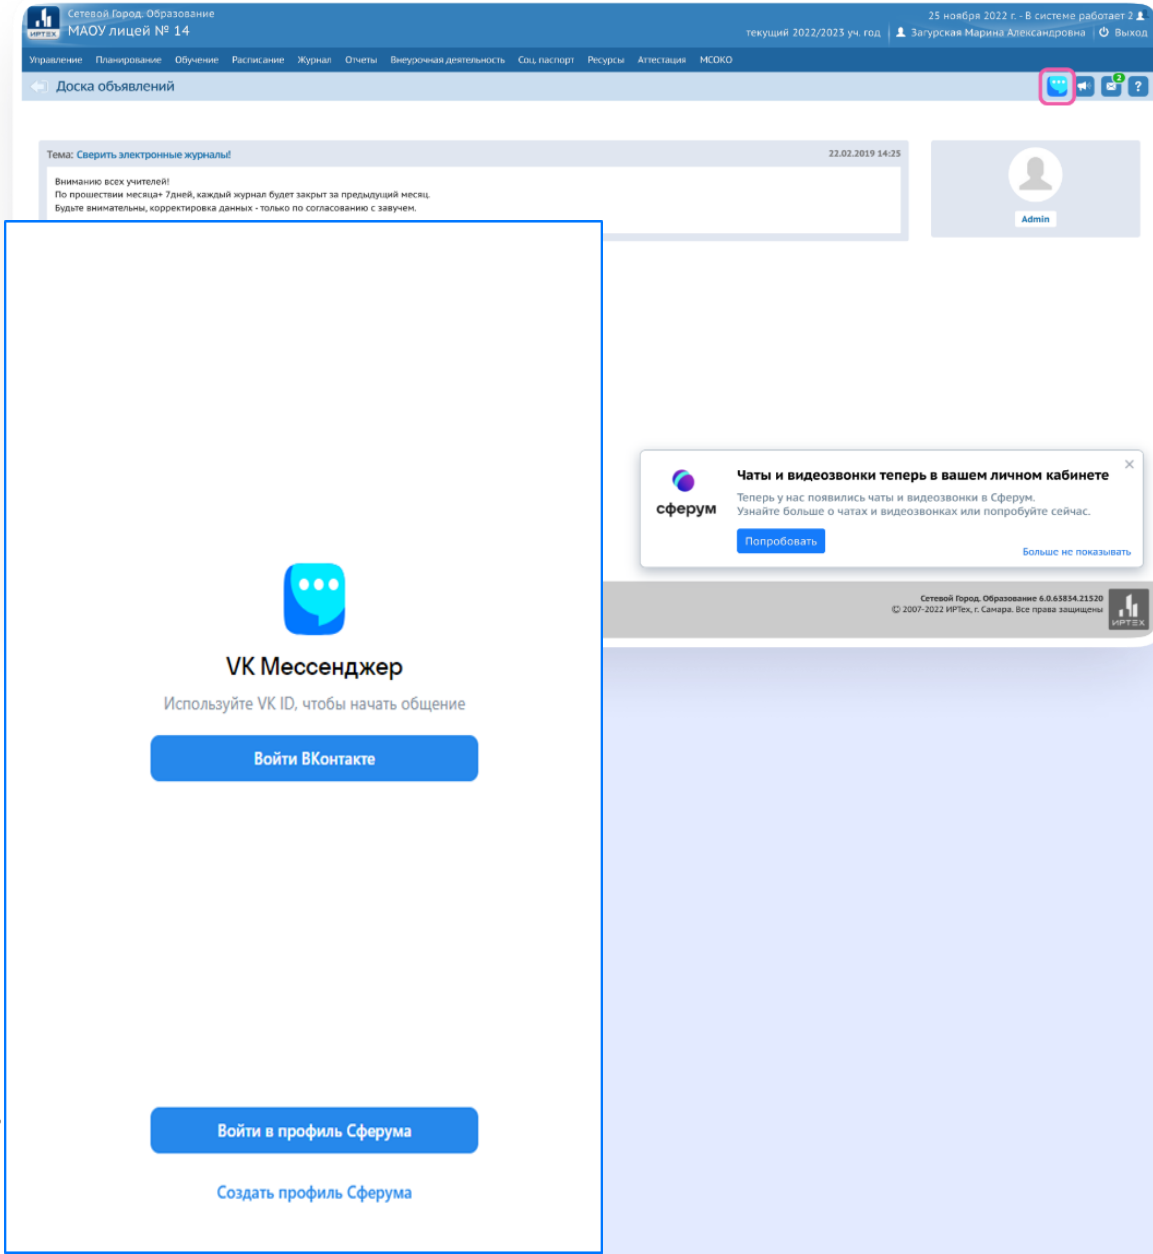 Сетевой Город. Образование
МАОУ лицей № 14
ИРТЕХ
25 ноября 2022 г. - В системе работает 2
текущий 2022/2023 уч. год
Загурская Марина Александровна
Выход
Управление Планирование Обучение Расписание Журнал Отчеты Внеурочная деятельность Соц. паспорт Ресурсы Аттестация МСОКО
Доска объявлений
2
?
Тема: Сверить электронные журналы!
22.02.2019 14:25
Вниманию всех учителей!
По прошествии месяца+ 7дней, каждый журнал будет закрыт за предыдущий месяц.
Будьте внимательны, корректировка данных - только по согласованию с завучем.
Admin
сферум
Чаты и видеозвонки теперь в вашем личном кабинете
Теперь у нас появились чаты и видеозвонки в Сферум.
Узнайте больше о чатах и видеозвонках или попробуйте сейчас.
Попробовать
Больше не показывать
Сетевой Город. Образование 6.0.63834.21520
© 2007-2022 ИРТех, г. Самара. Все права защищены
ИРТЕХ
VK Мессенджер
Используйте VK ID, чтобы начать общение
Войти ВКонтакте
Войти в профиль Сферума
Создать профиль Сферума